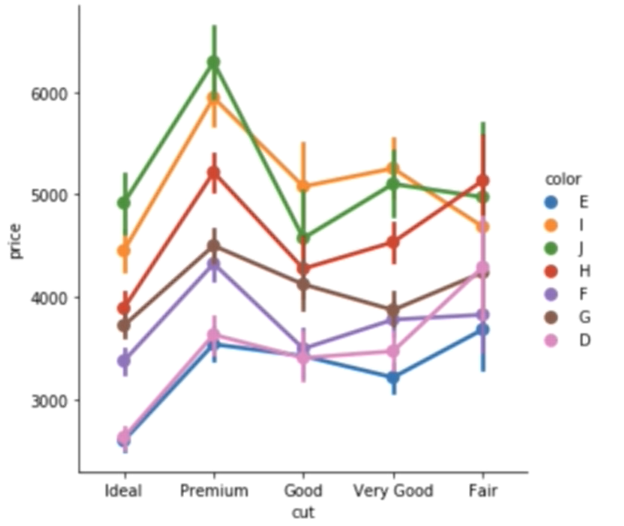 6000
5000
4000
3000
price
Ideal Premium Good Very Good Fair
cut
color
E
I
J
H
F
G
D